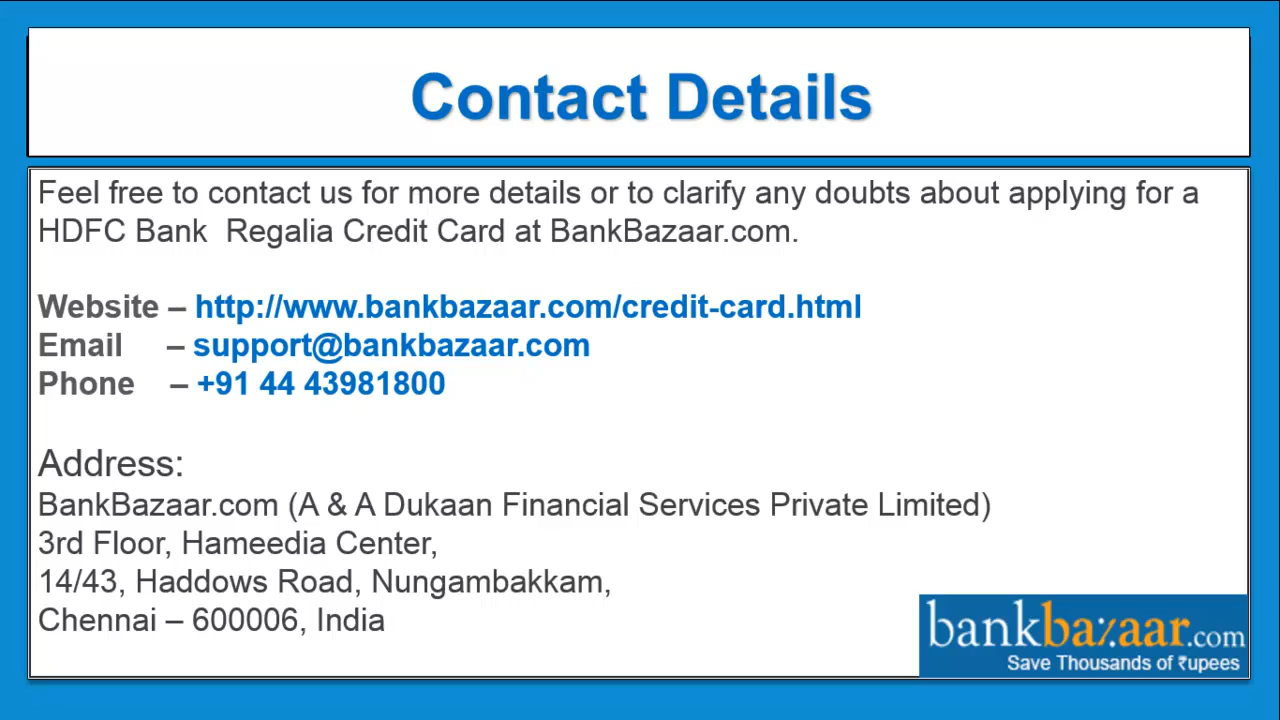 Contact Details
Feel free to contact us for more details or to clarify any doubts about applying for a
HDFC Bank  Regalia Credit Card at BankBazaar.com.
Website – http://www.bankbazaar.com/credit-card.html
Email – support@bankbazaar.com
Phone – +91 44 43981800
Address:
BankBazaar.com (A & A Dukaan Financial Services Private Limited)
3rd Floor, Hameedia Center,
14/43, Haddows Road, Nungambakkam,
Chennai – 600006, India
bankbazaar.com
Save Thousands of ₹upees